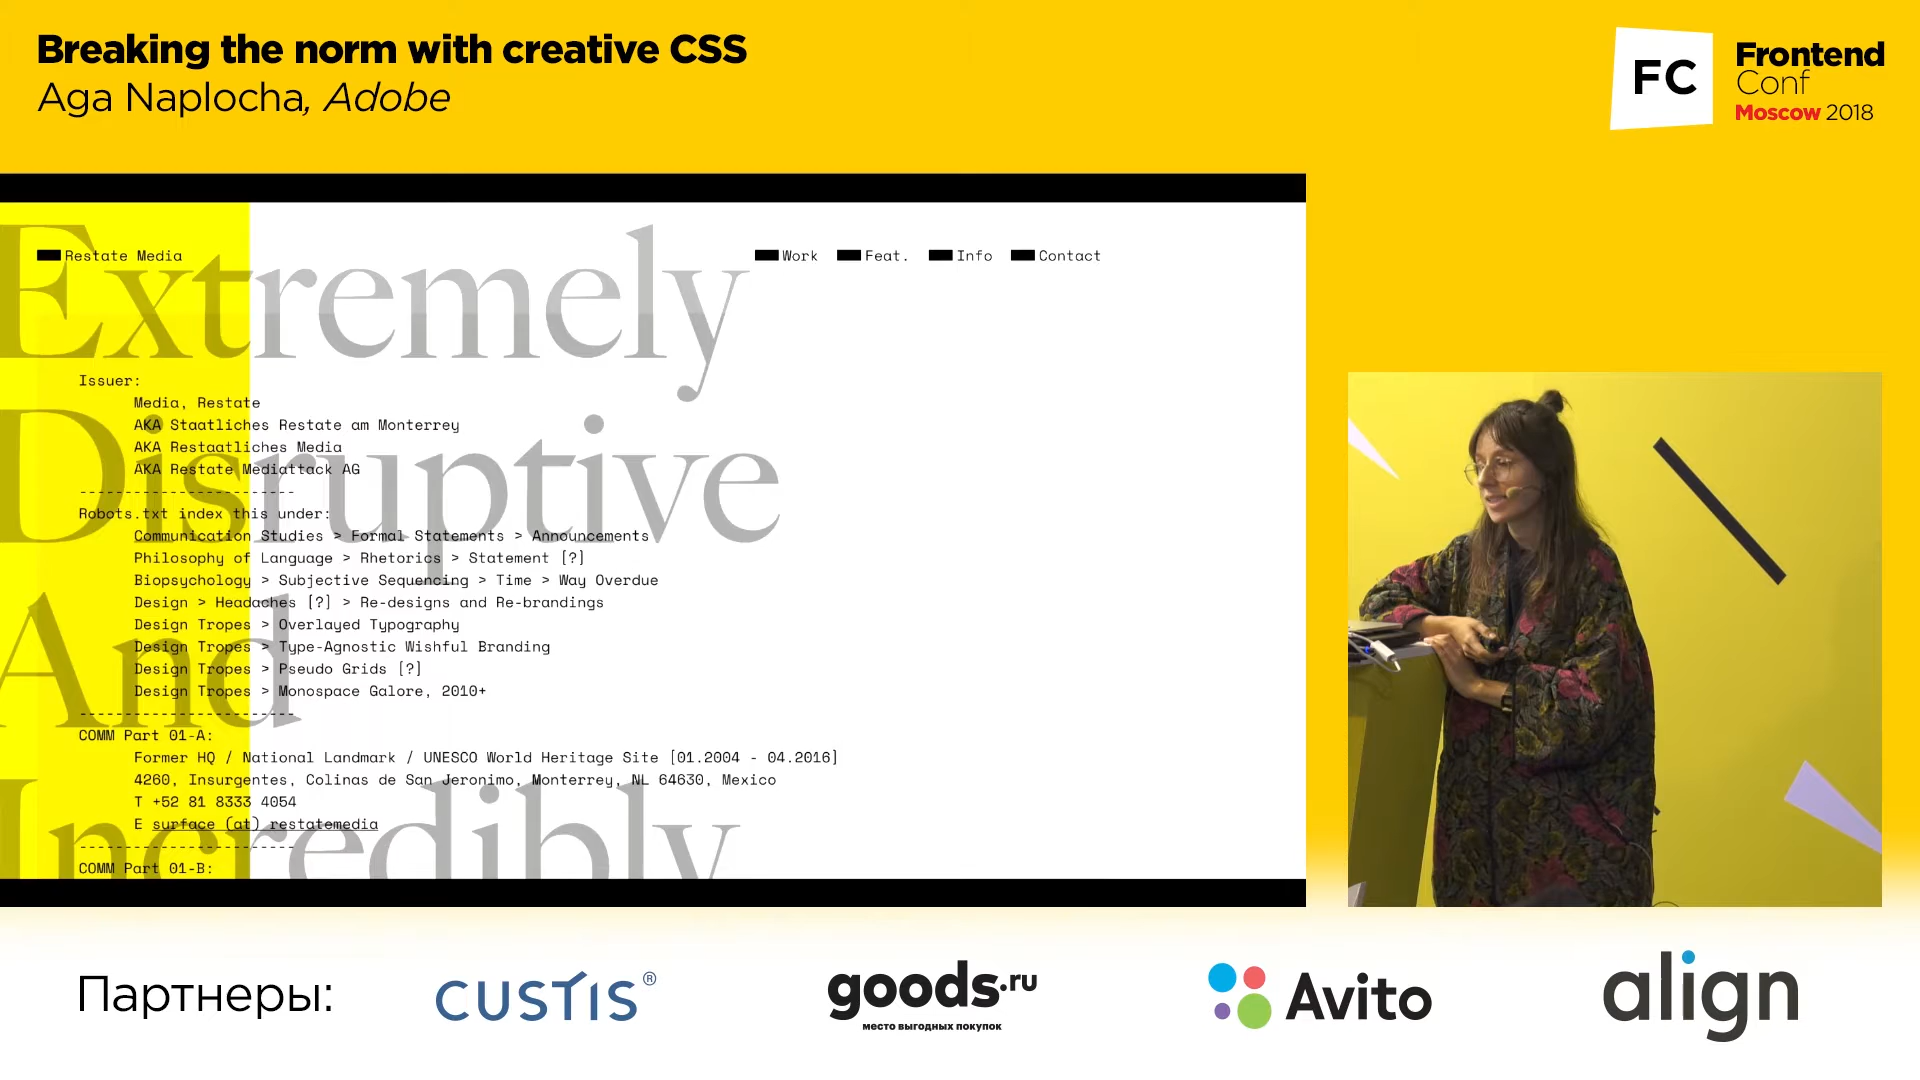 Breaking the norm with creative CSS
Aga Naplocha, Adobe
FC
Frontend
Conf
Moscow 2018
Restate Media
Work
Feat.
Info
Contact
Extremely
Disruptive
And
Incredibly
Issuer:
Media, Restate
AKA Staatliches Restate am Monterrey
AKA Restaatliches Media
AKA Restate Mediattack AG
------------------------
Robots.txt index this under:
Communication Studies > Formal Statements > Announcements
Philosophy of Language > Rhetorics > Statement [?]
Biopsychology > Subjective Sequencing > Time > Way Overdue
Design > Headaches [?] > Re-designs and Re-brandings
Design Tropes > Overlayed Typography
Design Tropes > Type-Agnostic Wishful Branding
Design Tropes > Pseudo Grids [?]
Design Tropes > Monospace Galore, 2010+
------------------------
COMM Part 01-A:
Former HQ / National Landmark / UNESCO World Heritage Site [01.2004 - 04.2016]
4260, Insurgentes, Colinas de San Jeronimo, Monterrey, NL 64630, Mexico
T +52 81 8333 4054
E surface (at) restatemedia
------------------------
COMM Part 01-B:
Партнеры:
CUSTIS®
goods.ru
место выгодных покупок
Avito
align